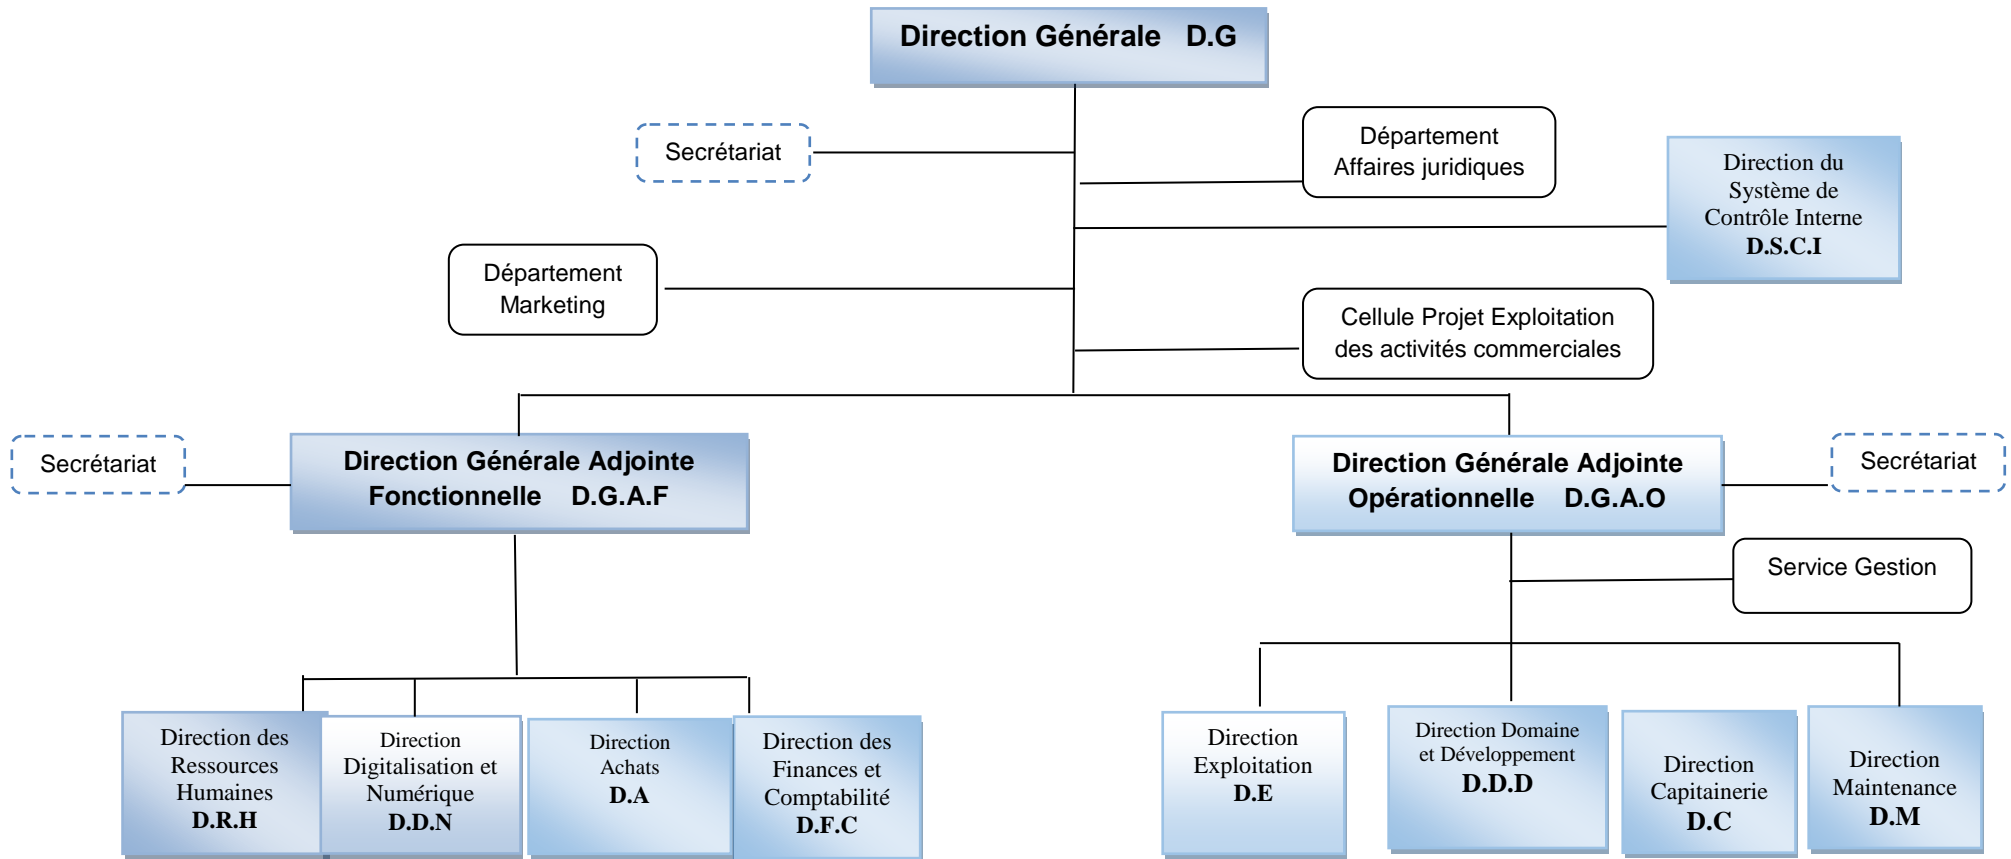 Direction Générale D.G
Secrétariat
Département
Affaires juridiques
Direction du
Système de
Contrôle Interne
D.S.C.I
Département
Marketing
Cellule Projet Exploitation
des activités commerciales
Secrétariat
Direction Générale Adjointe
Fonctionnelle D.G.A.F
Direction Générale Adjointe
Opérationnelle D.G.A.O
Secrétariat
Service Gestion
Direction des
Ressources
Humaines
D.R.H
Direction
Digitalisation et
Numérique
D.D.N
Direction
Achats
D.A
Direction des
Finances et
Comptabilité
D.F.C
Direction
Exploitation
D.E
Direction Domaine
et Développement
D.D.D
Direction
Capitainerie
D.C
Direction
Maintenance
D.M